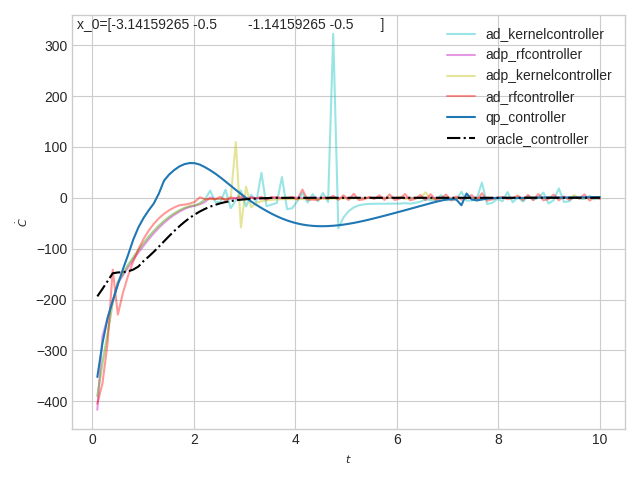 x_0=[-3.14159265 -0.5 -1.14159265 -0.5 ]
ad_kernelcontroller
adp_rfcontroller
adp_kernelcontroller
ad_rfcontroller
qp_controller
oracle_controller
300
200
100
0
−100
−200
−300
−400
Ċ
0 2 4 6 8 10
t